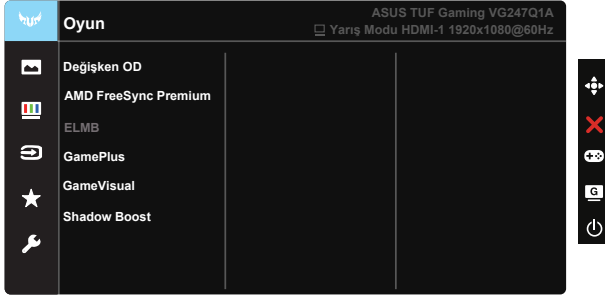 Oyun
ASUS TUF Gaming VG247Q1A
Yarış Modu HDMI-1 1920x1080@60Hz
Değişken OD
AMD FreeSync Premium
ELMB
GamePlus
GameVisual
Shadow Boost
G